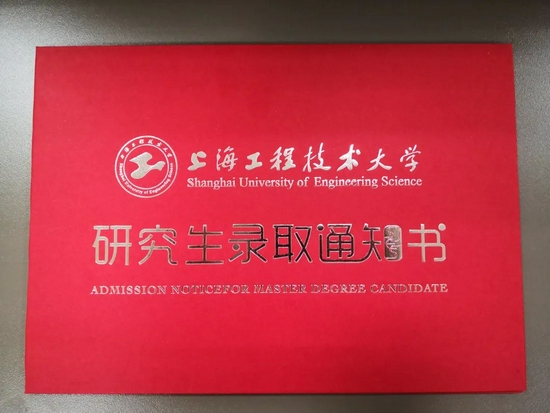 上海工程技术大学
Shanghai University of Engineering Science
研究生录取通知书
ADMISSION NOTICEFOR MASTER DEGREE CANDIDATE